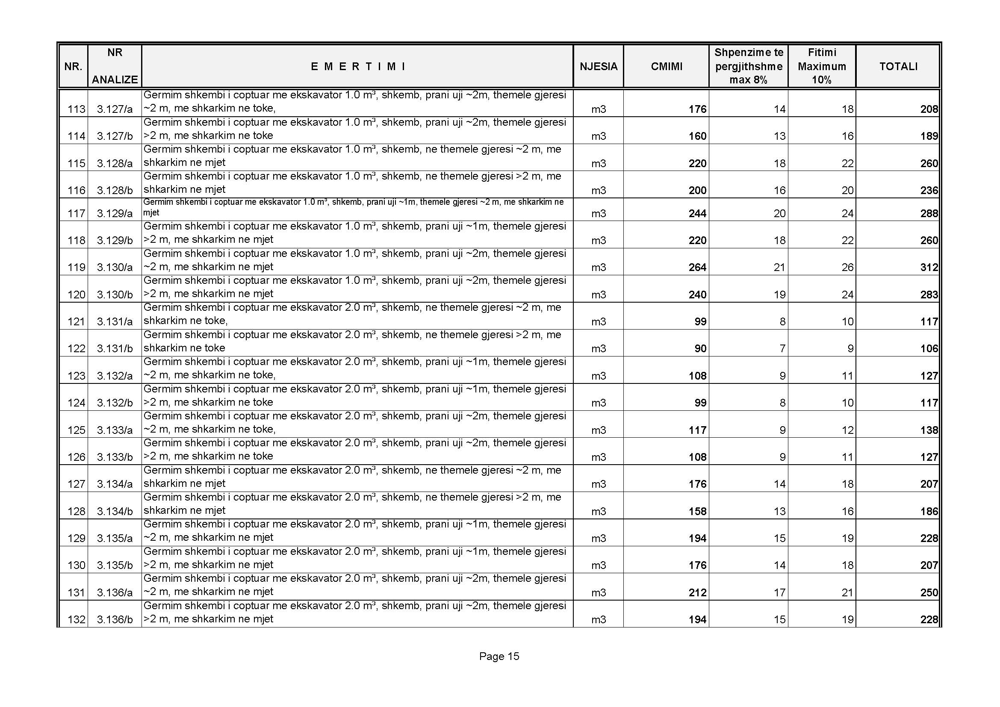 NR. NR ANALIZE E M E R T I M I NJESIA CMIMI Shpenzime te pergjithshme max 8% Fitimi Maximum 10% TOTALI
Germim shkembi i coptuar me ekskavator 1.0 m³, shkemb, prani uji ~2m, themele gjeresi
113 3.127/a ~2 m, me shkarkim ne toke, m3 176 14 18 208
Germim shkembi i coptuar me ekskavator 1.0 m³, shkemb, prani uji ~2m, themele gjeresi
114 3.127/b >2 m, me shkarkim ne toke m3 160 13 16 189
Germim shkembi i coptuar me ekskavator 1.0 m³, shkemb, ne themele gjeresi ~2 m, me
115 3.128/a shkarkim ne mjet m3 220 18 22 260
Germim shkembi i coptuar me ekskavator 1.0 m³, shkemb, ne themele gjeresi >2 m, me
116 3.128/b shkarkim ne mjet m3 200 16 20 236
Germim shkembi i coptuar me ekskavator 1.0 m³, shkemb, prani uji ~1m, themele gjeresi ~2 m, me shkarkim ne
117 3.129/a mjet m3 244 20 24 288
Germim shkembi i coptuar me ekskavator 1.0 m³, shkemb, prani uji ~1m, themele gjeresi
118 3.129/b >2 m, me shkarkim ne mjet m3 220 18 22 260
Germim shkembi i coptuar me ekskavator 1.0 m³, shkemb, prani uji ~2m, themele gjeresi
119 3.130/a ~2 m, me shkarkim ne mjet m3 264 21 26 312
Germim shkembi i coptuar me ekskavator 1.0 m³, shkemb, prani uji ~2m, themele gjeresi
120 3.130/b >2 m, me shkarkim ne mjet m3 240 19 24 283
Germim shkembi i coptuar me ekskavator 2.0 m³, shkemb, ne themele gjeresi ~2 m, me
121 3.131/a shkarkim ne toke, m3 99 8 10 117
Germim shkembi i coptuar me ekskavator 2.0 m³, shkemb, ne themele gjeresi >2 m, me
122 3.131/b shkarkim ne toke m3 90 7 9 106
Germim shkembi i coptuar me ekskavator 2.0 m³, shkemb, prani uji ~1m, themele gjeresi
123 3.132/a ~2 m, me shkarkim ne toke, m3 108 9 11 127
Germim shkembi i coptuar me ekskavator 2.0 m³, shkemb, prani uji ~1m, themele gjeresi
124 3.132/b >2 m, me shkarkim ne toke m3 99 8 10 117
Germim shkembi i coptuar me ekskavator 2.0 m³, shkemb, prani uji ~2m, themele gjeresi
125 3.133/a ~2 m, me shkarkim ne toke, m3 117 9 12 138
Germim shkembi i coptuar me ekskavator 2.0 m³, shkemb, prani uji ~2m, themele gjeresi
126 3.133/b >2 m, me shkarkim ne toke m3 108 9 11 127
Germim shkembi i coptuar me ekskavator 2.0 m³, shkemb, ne themele gjeresi ~2 m, me
127 3.134/a shkarkim ne mjet m3 176 14 18 207
Germim shkembi i coptuar me ekskavator 2.0 m³, shkemb, ne themele gjeresi >2 m, me
128 3.134/b shkarkim ne mjet m3 158 13 16 186
Germim shkembi i coptuar me ekskavator 2.0 m³, shkemb, prani uji ~1m, themele gjeresi
129 3.135/a ~2 m, me shkarkim ne mjet m3 194 15 19 228
Germim shkembi i coptuar me ekskavator 2.0 m³, shkemb, prani uji ~1m, themele gjeresi
130 3.135/b >2 m, me shkarkim ne mjet m3 176 14 18 207
Germim shkembi i coptuar me ekskavator 2.0 m³, shkemb, prani uji ~2m, themele gjeresi
131 3.136/a ~2 m, me shkarkim ne mjet m3 212 17 21 250
Germim shkembi i coptuar me ekskavator 2.0 m³, shkemb, prani uji ~2m, themele gjeresi
132 3.136/b >2 m, me shkarkim ne mjet m3 194 15 19 228
Page 15